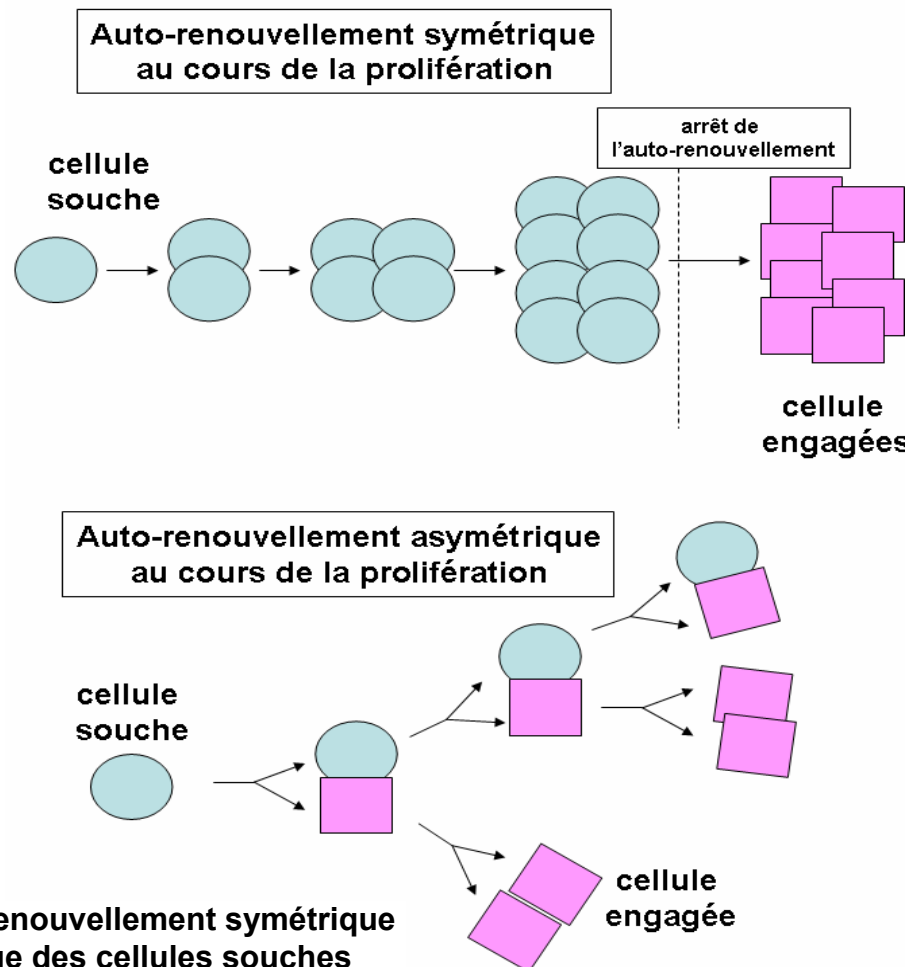 Auto-renouvellement symétrique
au cours de la prolifération
arrêt de
l'auto-renouvellement
cellule
souche
cellule
engagées
Auto-renouvellement asymétrique
au cours de la prolifération
cellule
souche
cellule
engagée
renouvellement symétrique
des cellules souches